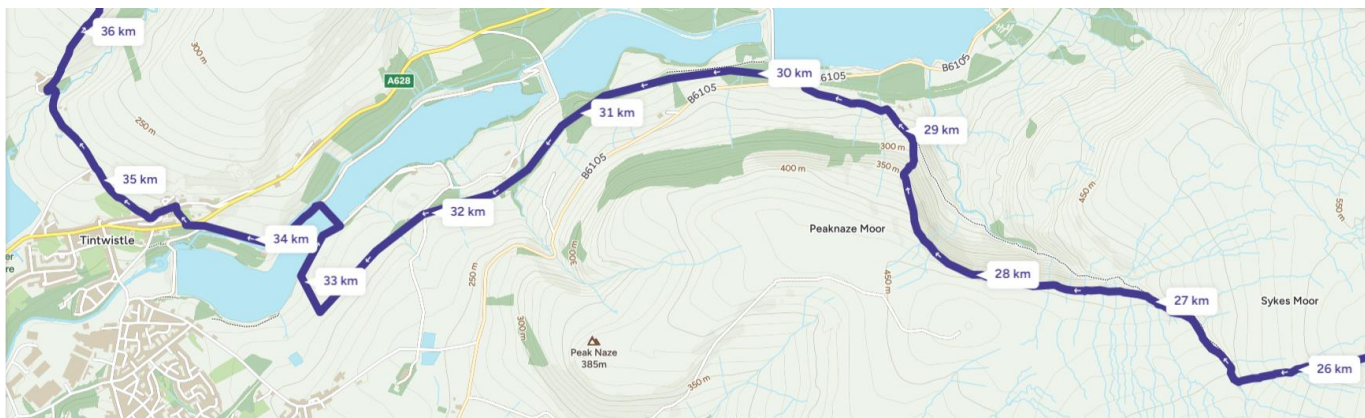 36 km
300 m
A628
30 km
B6105
B6105
B6105
31 km
250 m
29 km
300 m
350 m
400 m
B6105
35 km
450 m
550 m
32 km
Peaknaze Moor
Tintwistle
34 km
300 m
250 m
33 km
450 m
28 km
27 km
Sykes Moor
300 m
Peak Naze
385m
26 km
350 m